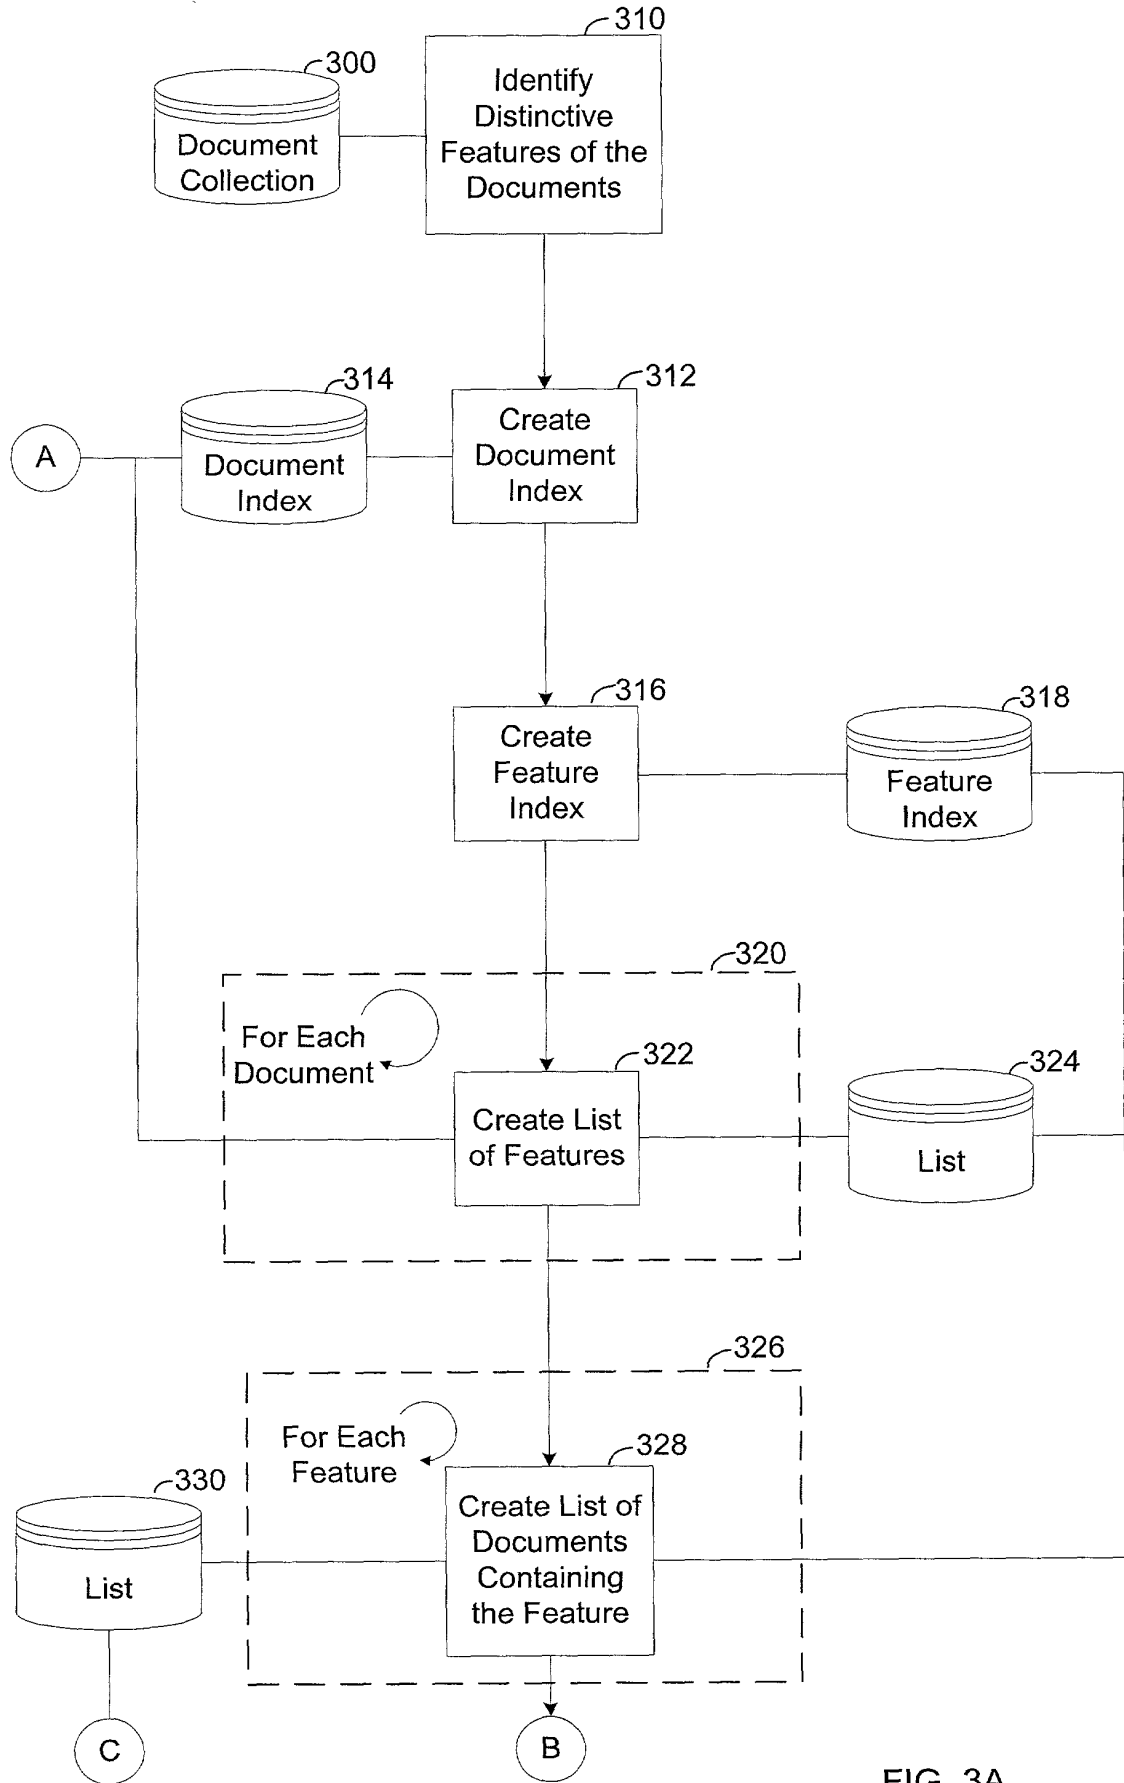 310
300
Identify
Distinctive
Features of the
Documents
Document
Collection
314
312
A
Document
Index
Create
Document
Index
316
318
Create
Feature
Index
Feature
Index
320
For Each
Document
322
324
Create List
of Features
List
326
For Each
Feature
328
330
Create List of
Documents
Containing
the Feature
List
C
B
FIG. 3A